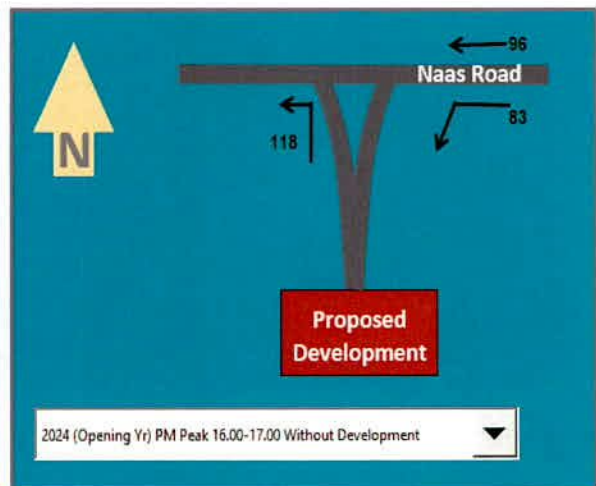 96
Naas Road
83
118
N
Proposed
Development
2024 (Opening Yr) PM Peak 16.00-17.00 Without Development